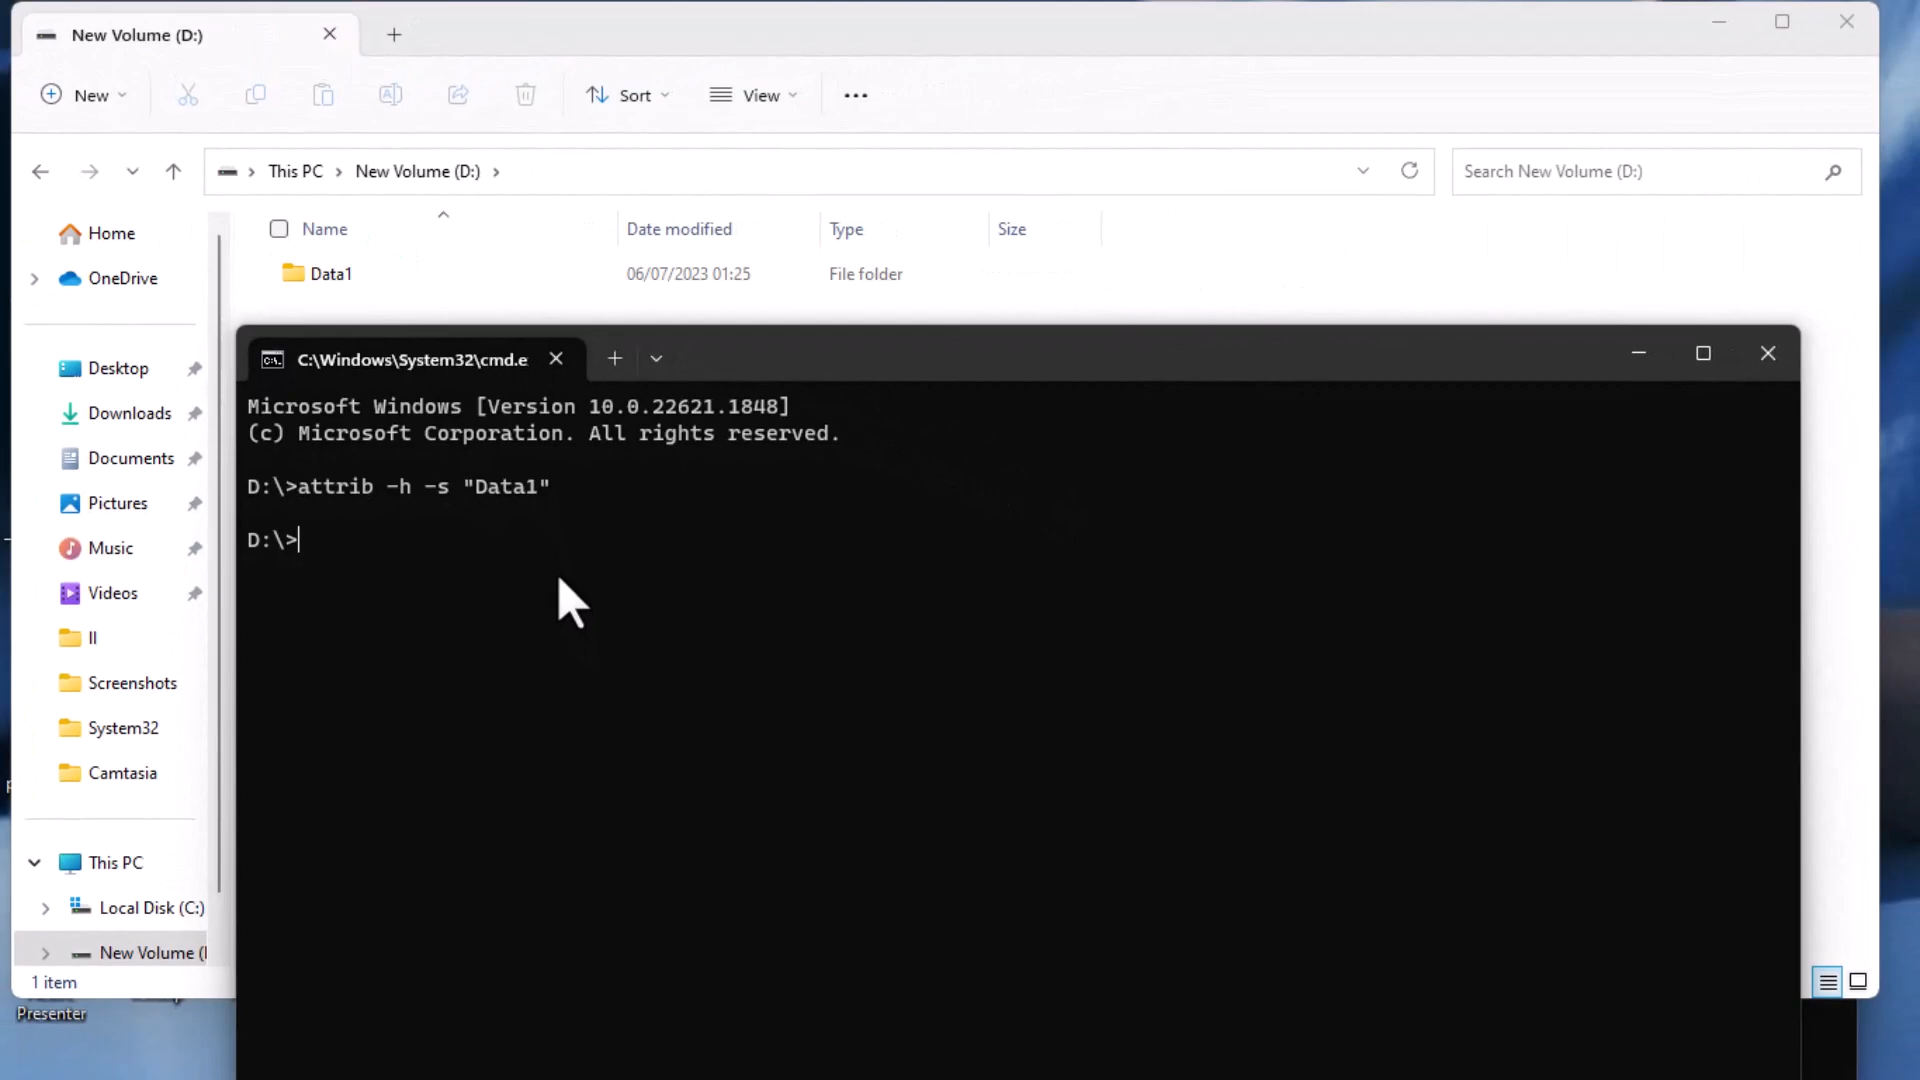 New Volume (D:)
New
Sort
View
This PC
New Volume (D:)
Search New Volume (D:)
Name
Date modified
Type
Size
Data1
06/07/2023 01:25
File folder
Home
OneDrive
Desktop
Downloads
Documents
Pictures
Music
Videos
II
Screenshots
System32
Camtasia
This PC
Local Disk (C:)
New Volume (
1 item
Presenter
C:\Windows\System32\cmd.e
Microsoft Windows [Version 10.0.22621.1848]
(c) Microsoft Corporation. All rights reserved.
D:\>attrib -h -s "Data1"
D:\>